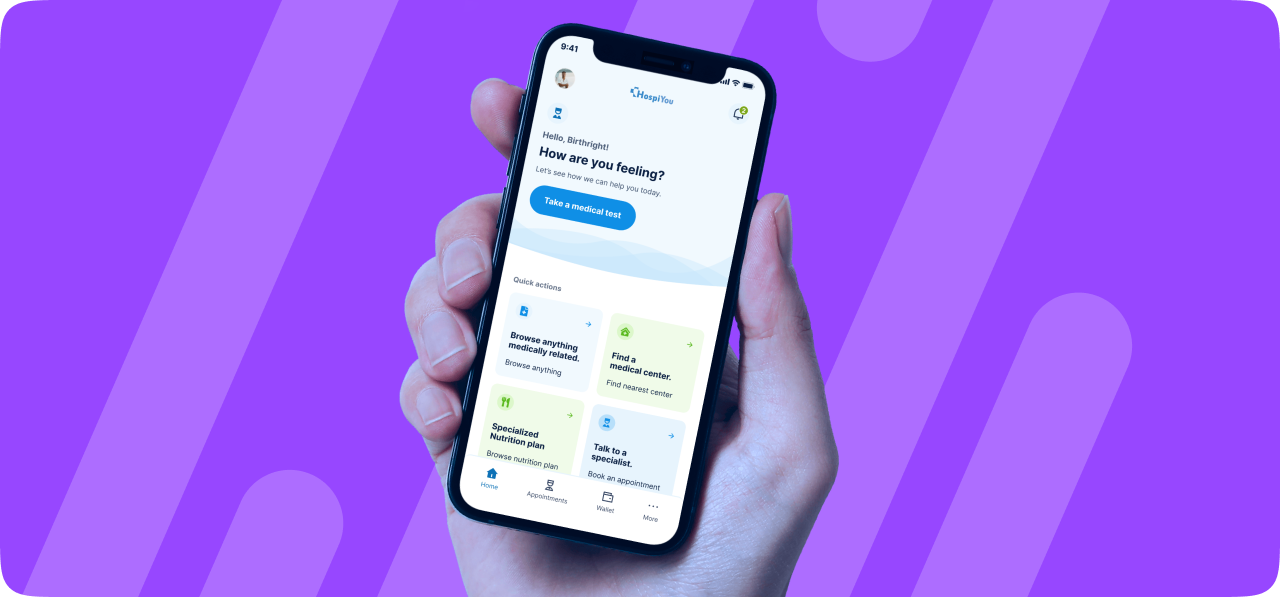 9:41
HospiYou
2
Hello, Birthright!
How are you feeling?
Let's see how we can help you today.
Take a medical test
Quick actions
Browse anything
medically related.
Browse anything
Find a
medical center.
Find nearest center
Specialized
Nutrition plan
Browse nutrition plan
Talk to a
specialist.
Book an appointment
Home
Appointments
Wallet
More